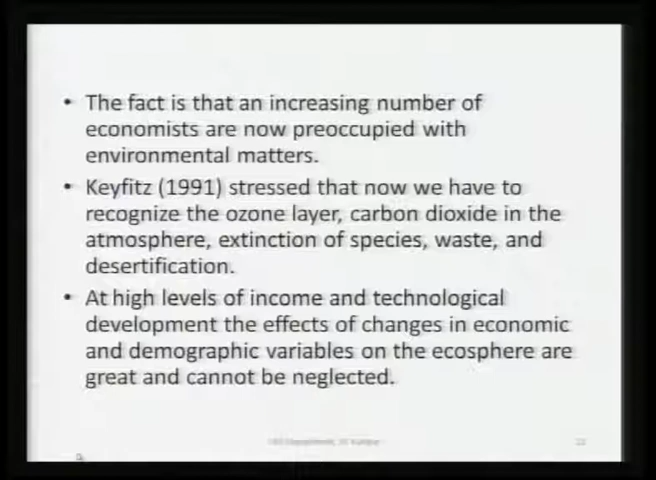 • The fact is that an increasing number of
economists are now preoccupied with
environmental matters.
• Keyfitz (1991) stressed that now we have to
recognize the ozone layer, carbon dioxide in the
atmosphere, extinction of species, waste, and
desertification.
• At high levels of income and technological
development the effects of changes in economic
and demographic variables on the ecosphere are
great and cannot be neglected.